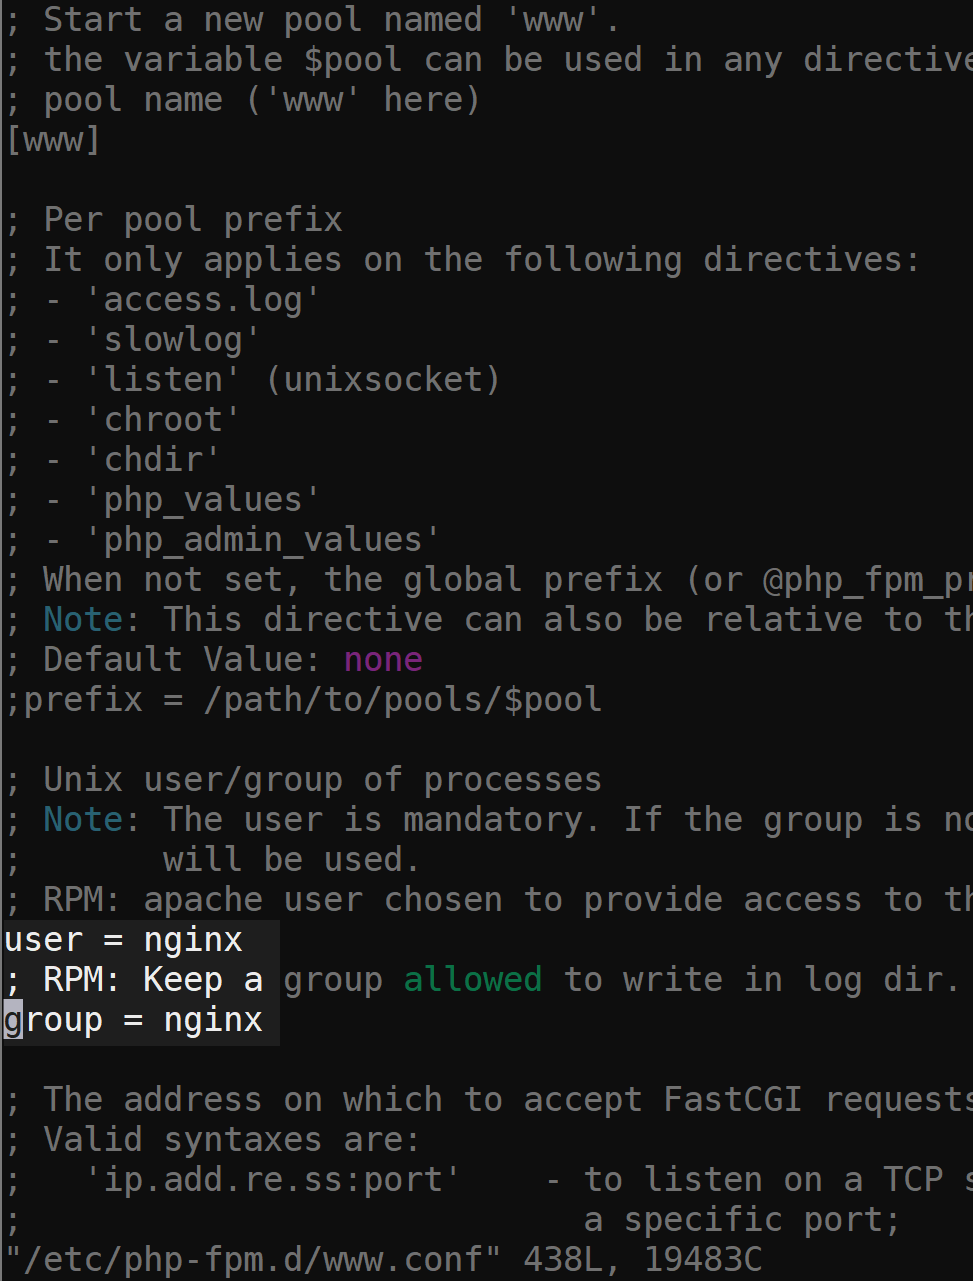 ; Start a new pool named 'www'.
; the variable $pool can be used in any directive
; pool name ('www' here)
[www]
; Per pool prefix
; It only applies on the following directives:
; - 'access.log'
; - 'slowlog'
; - 'listen' (unixsocket)
; - 'chroot'
; - 'chdir'
; - 'php_values'
; - 'php_admin_values'
; When not set, the global prefix (or @php_fpm_pr
; Note: This directive can also be relative to th
; Default Value: none
;prefix = /path/to/pools/$pool
; Unix user/group of processes
; Note: The user is mandatory. If the group is no
;       will be used.
; RPM: apache user chosen to provide access to th
user = nginx
; RPM: Keep a group allowed to write in log dir.
group = nginx
; The address on which to accept FastCGI requests
; Valid syntaxes are:
;   'ip.add.re.ss:port'    - to listen on a TCP s
;                            a specific port;
"/etc/php-fpm.d/www.conf" 438L, 19483C